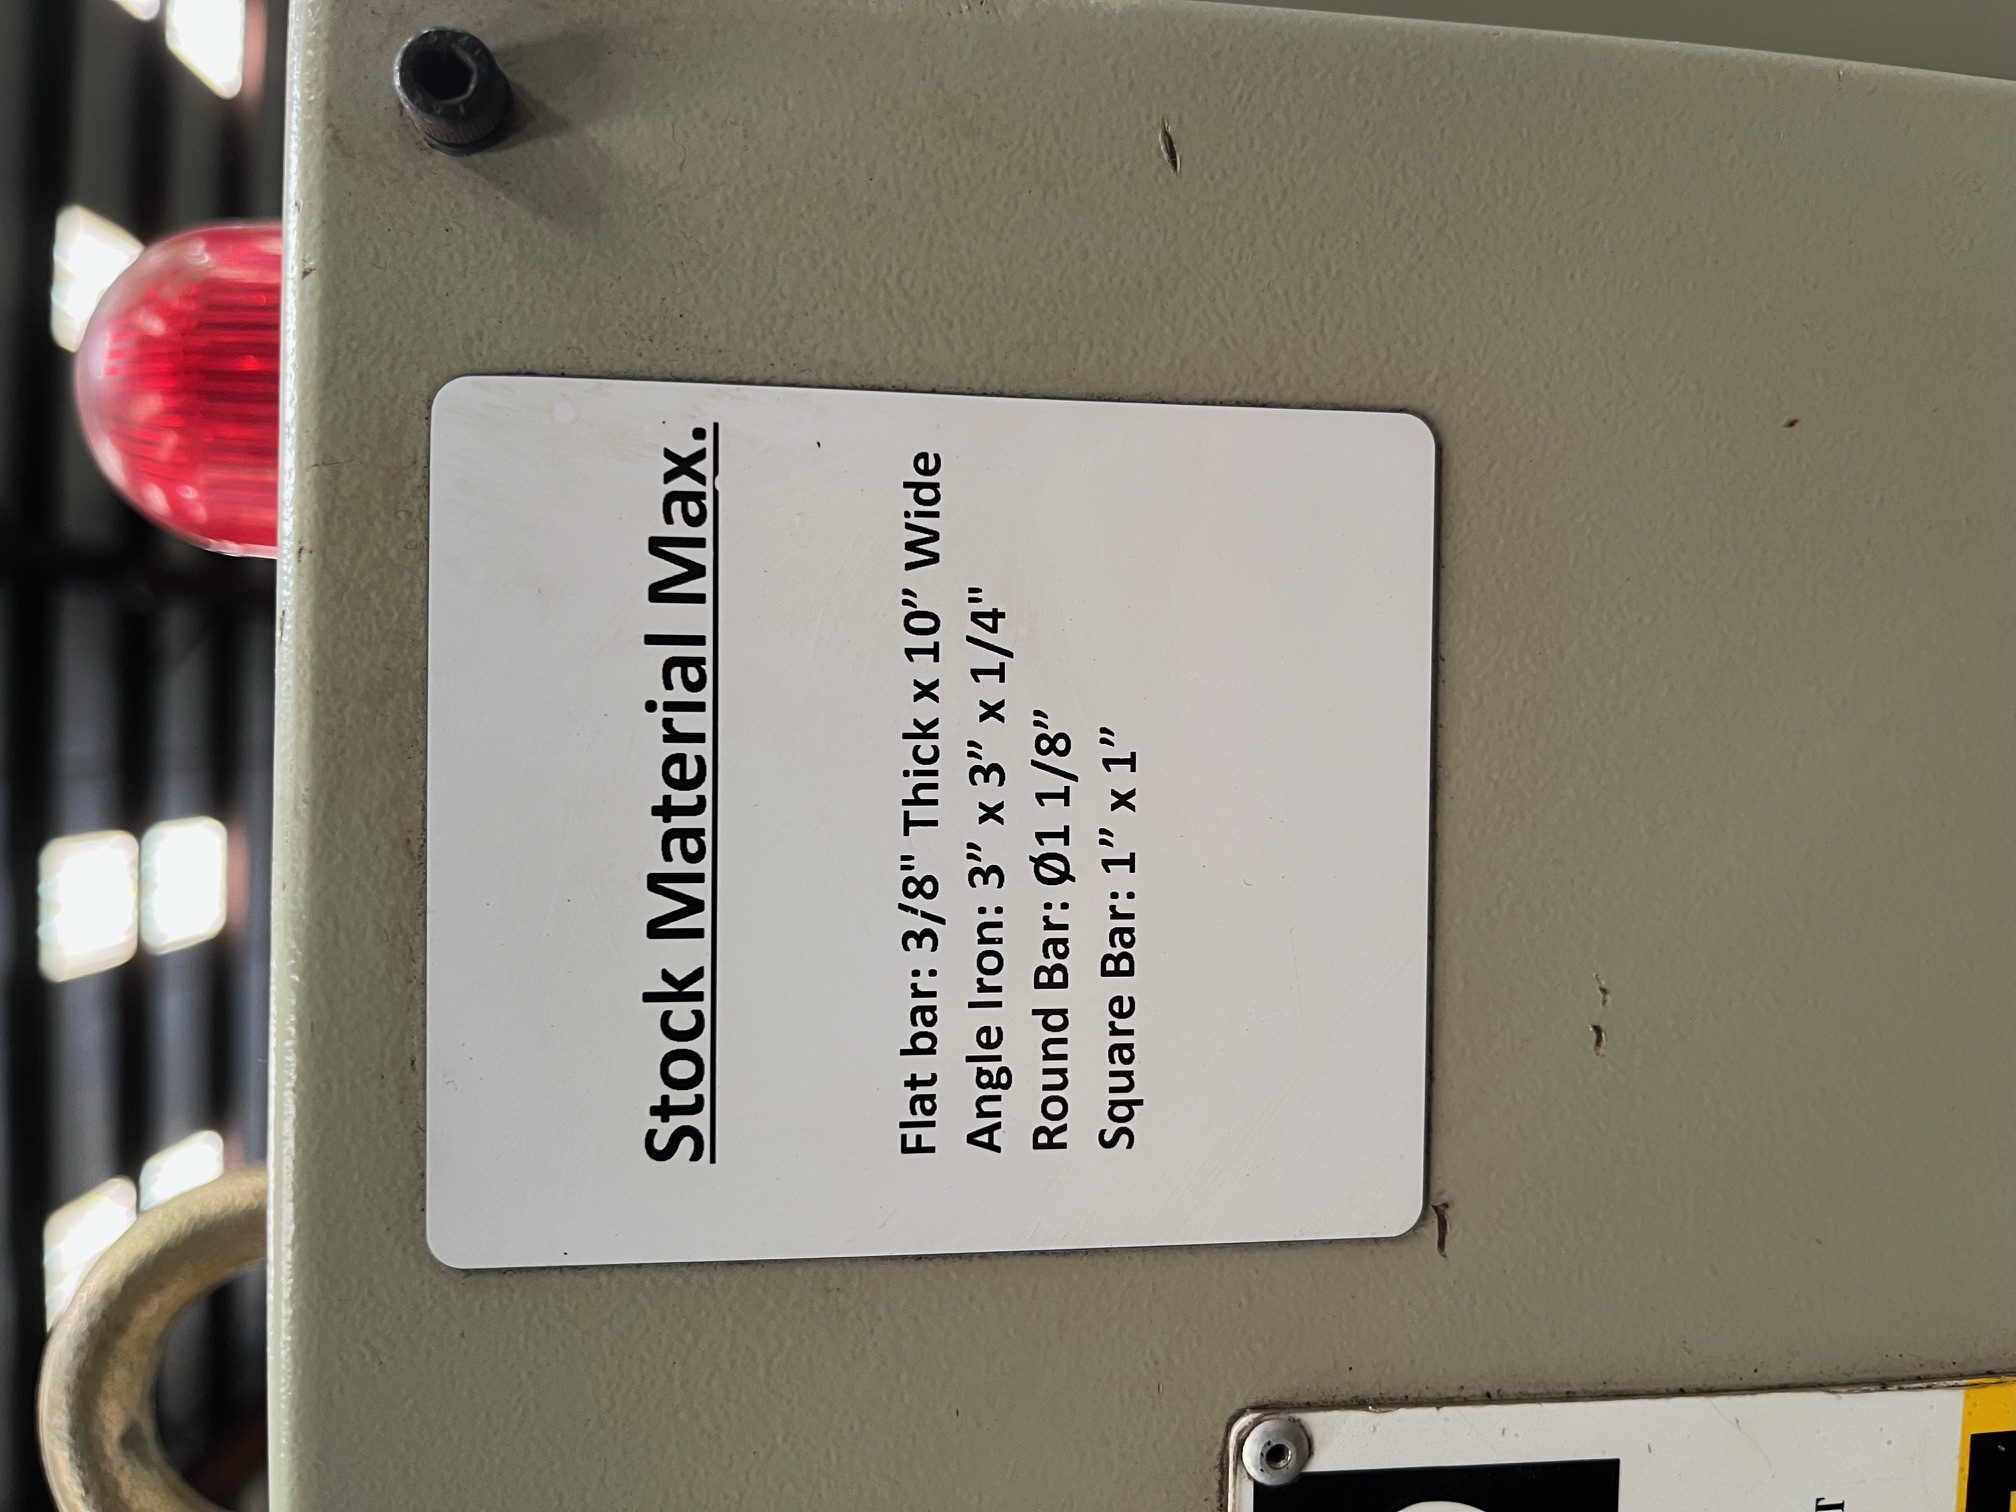 Stock Material Max.
Flat bar: 3/8" Thick x 10” Wide
Angle Iron: 3” x 3” x 1/4"
Round Bar: Ø1 1/8”
Square Bar: 1” x 1”